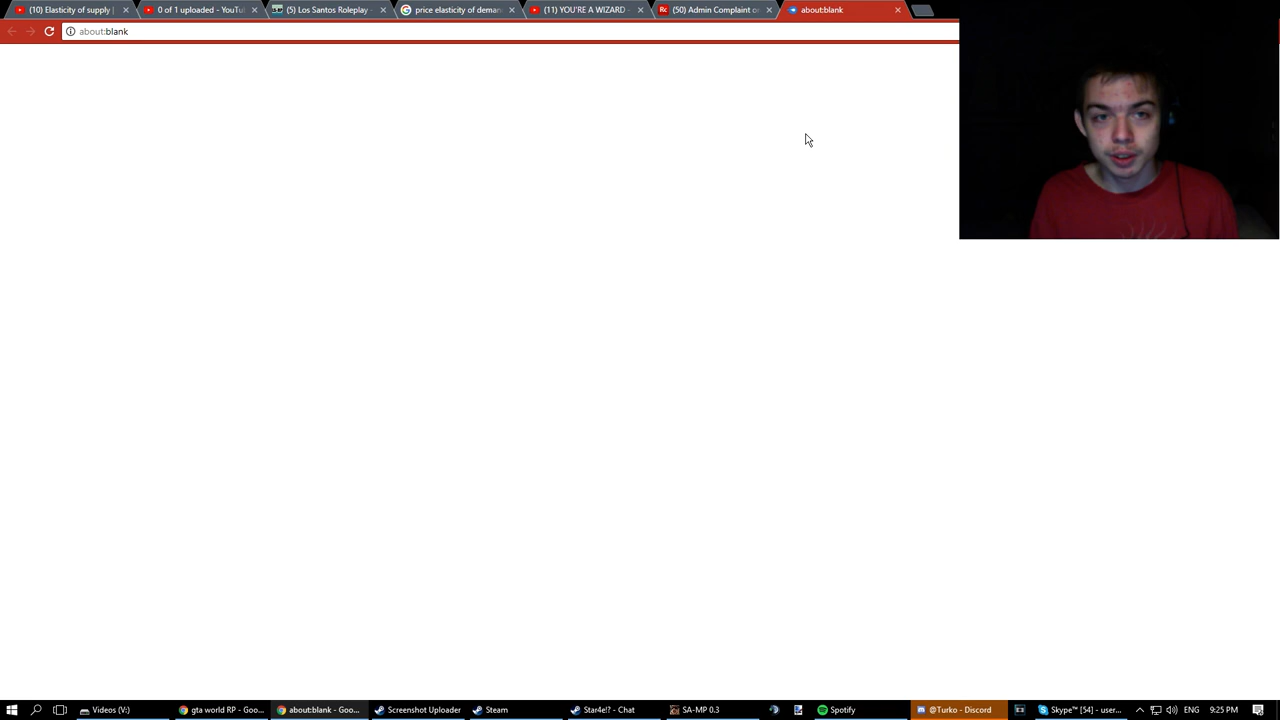 (10) Elasticity of supply |
0 of 1 uploaded - YouTu
(5) Los Santos Roleplay -
price elasticity of deman
(11) YOU'RE A WIZARD -
Rc (50) Admin Complaint or
about:blank
about:blank
Videos (V:)
gta world RP - Goo...
about:blank - Goo...
Screenshot Uploader
Steam
Star4e!? - Chat
SA-MP 0.3
Spotify
@Turko - Discord
Skype™ [54] - user...
ENG
9:25 PM